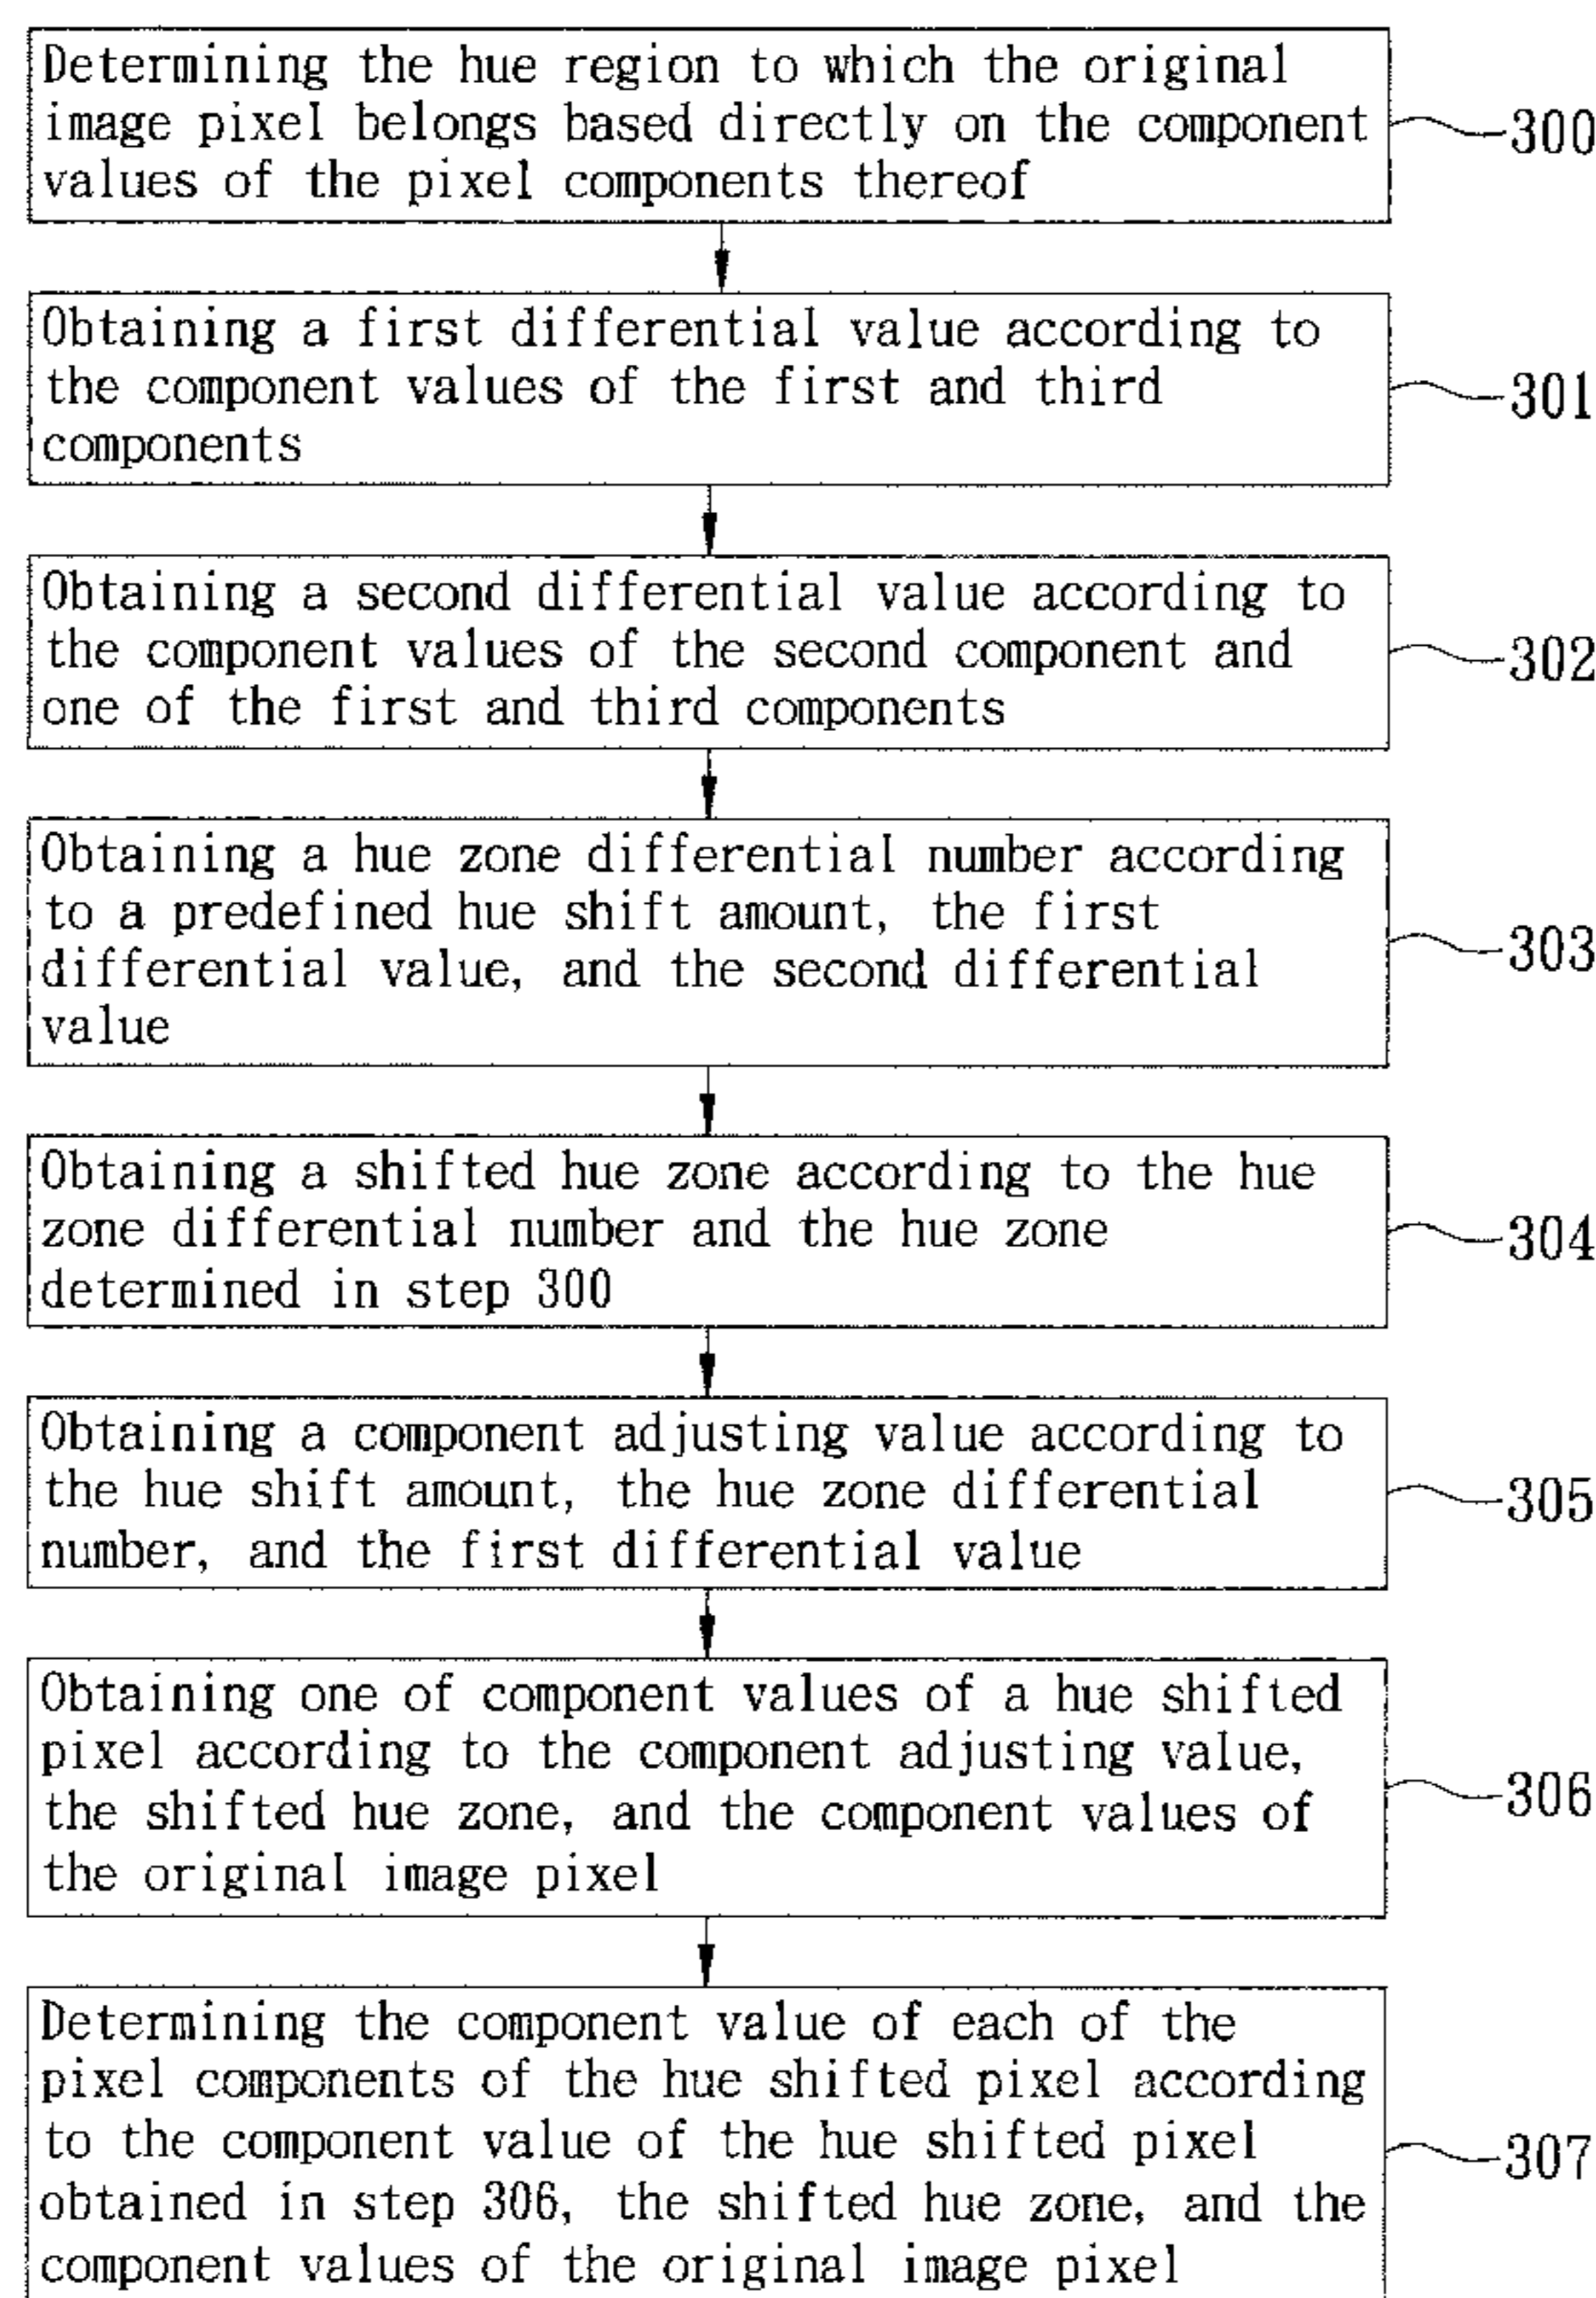 Determining the hue region to which the original
image pixel belongs based directly on the component
values of the pixel components thereof
300
Obtaining a first differential value according to
the component values of the first and third
components
301
Obtaining a second differential value according to
the component values of the second component and
one of the first and third components
302
Obtaining a hue zone differential number according
to a predefined hue shift amount, the first
differential value, and the second differential
value
303
Obtaining a shifted hue zone according to the hue
zone differential number and the hue zone
determined in step 300
304
Obtaining a component adjusting value according to
the hue shift amount, the hue zone differential
number, and the first differential value
305
Obtaining one of component values of a hue shifted
pixel according to the component adjusting value,
the shifted hue zone, and the component values of
the original image pixel
306
Determining the component value of each of the
pixel components of the hue shifted pixel according
to the component value of the hue shifted pixel
obtained in step 306, the shifted hue zone, and the
component values of the original image pixel
307